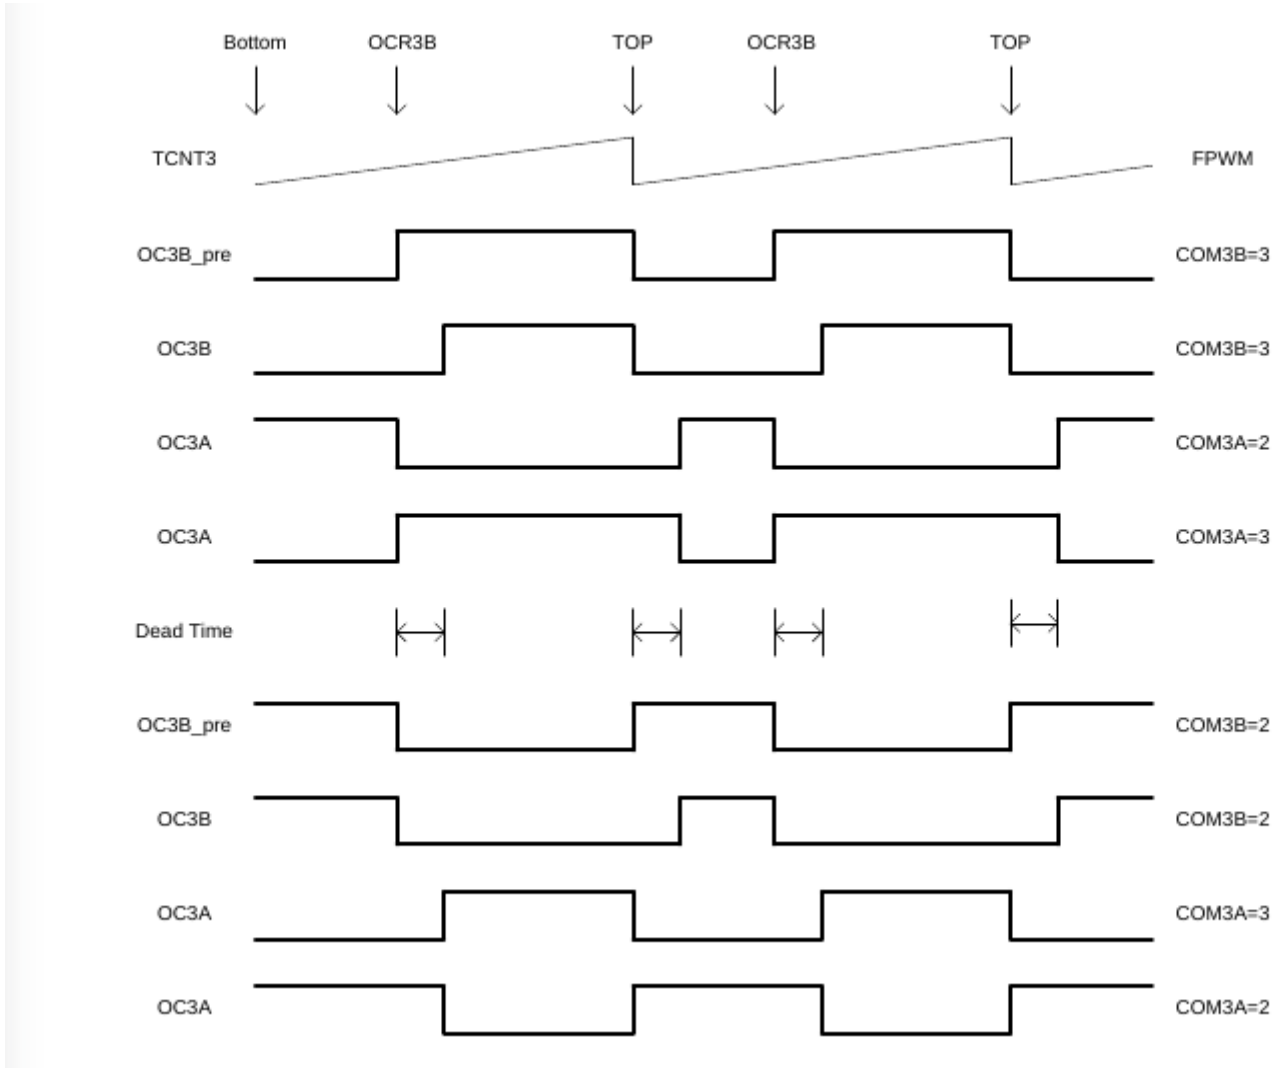 Bottom OCR3B TOP OCR3B TOP
TCNT3 FPWM
OC3B_pre COM3B=3
OC3B COM3B=3
OC3A COM3A=2
OC3A COM3A=3
Dead Time
OC3B_pre COM3B=2
OC3B COM3B=2
OC3A COM3A=3
OC3A COM3A=2